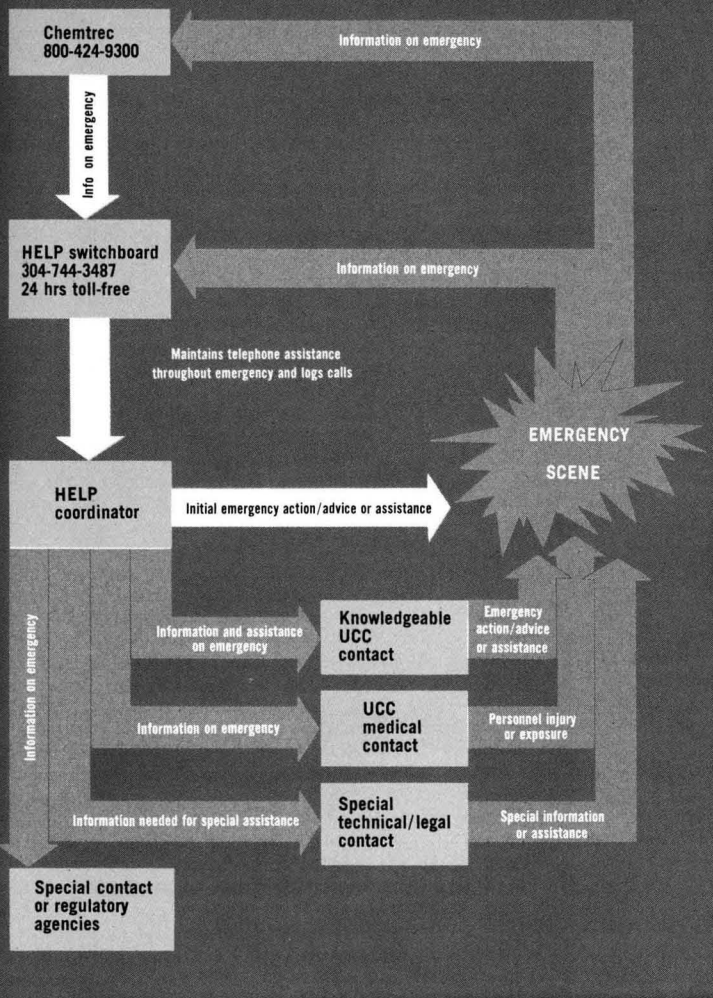 Chemtrec
800-424-9300
Information on emergency
Info on emergency
HELP switchboard
304-744-3487
24 hrs toll-free
Information on emergency
Maintains telephone assistance
throughout emergency and logs calls
EMERGENCY
SCENE
HELP
coordinator
Initial emergency action/advice or assistance
Information on emergency
Information and assistance
on emergency
Knowledgeable
UCC
contact
Emergency
action/advice
or assistance
Information on emergency
UCC
medical
contact
Personnel injury
or exposure
Information needed for special assistance
Special
technical/legal
contact
Special information
or assistance
Special contact
or regulatory
agencies